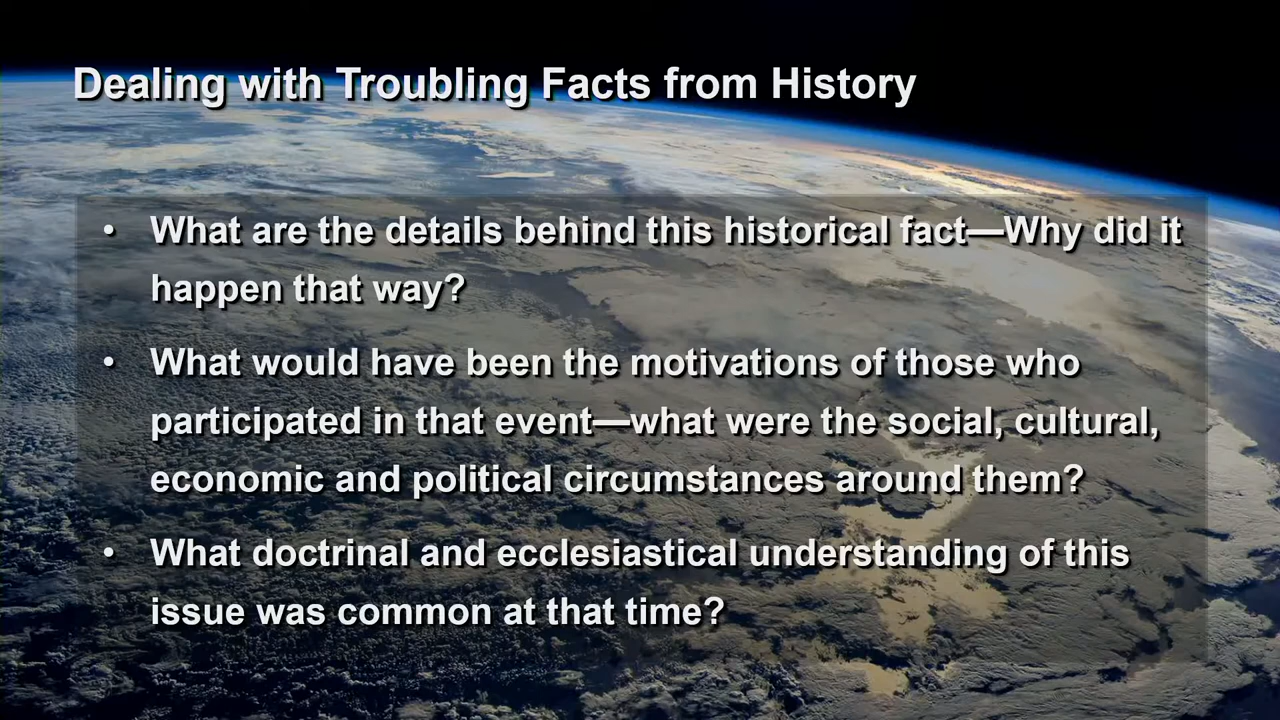 Dealing with Troubling Facts from History
• What are the details behind this historical fact—Why did it
happen that way?
• What would have been the motivations of those who
participated in that event—what were the social, cultural,
economic and political circumstances around them?
• What doctrinal and ecclesiastical understanding of this
issue was common at that time?